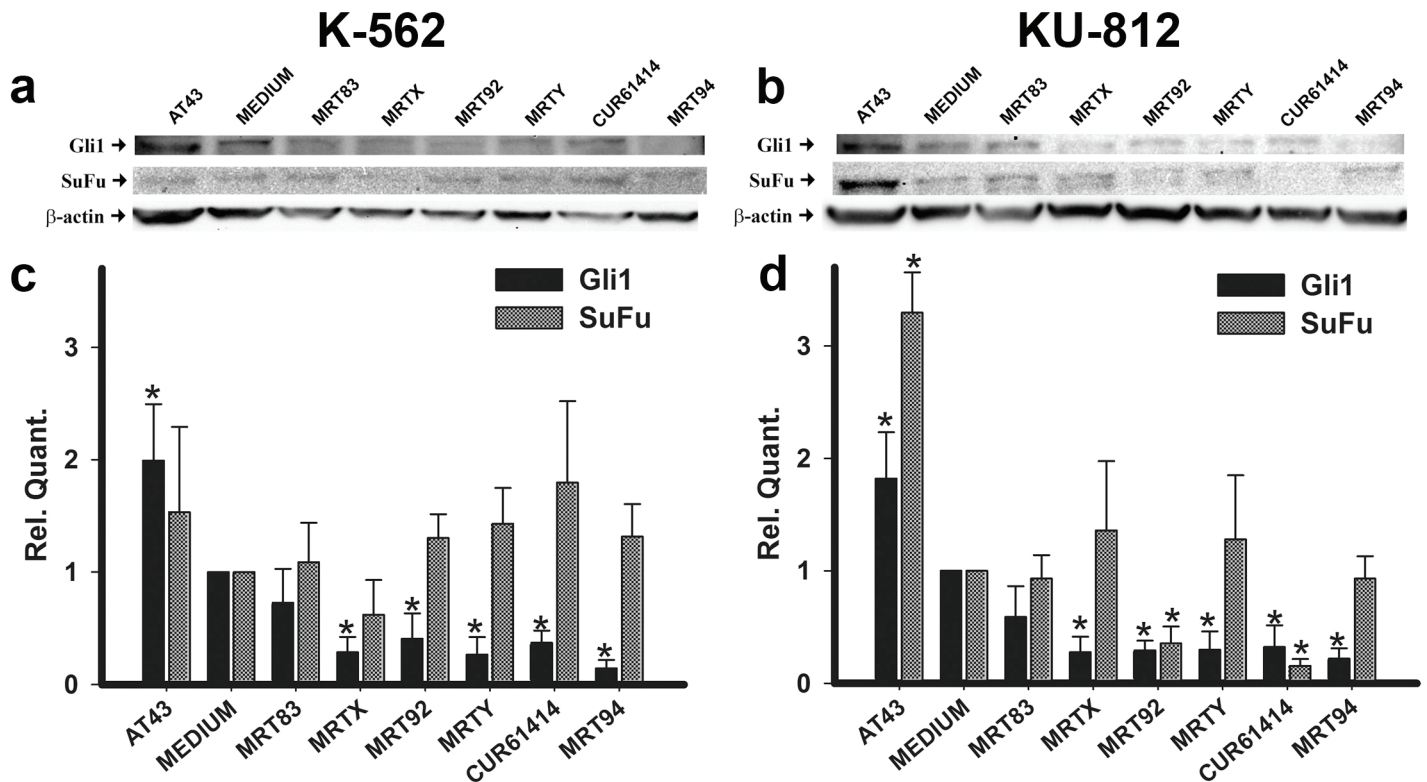 K-562
KU-812
a
AT43 MEDIUM MRT83 MRTX MRT92 MRTY CUR61414 MRT94
Gli1 →
SuFu →
β-actin →
b
AT43 MEDIUM MRT83 MRTX MRT92 MRTY CUR61414 MRT94
Gli1 →
SuFu →
β-actin →
c
Gli1
SuFu
Rel. Quant.
3
2
1
0
* * * * * *
AT43 MEDIUM MRT83 MRTX MRT92 MRTY CUR61414 MRT94
d
Gli1
SuFu
Rel. Quant.
3
2
1
0
* * * * * * * * *
AT43 MEDIUM MRT83 MRTX MRT92 MRTY CUR61414 MRT94